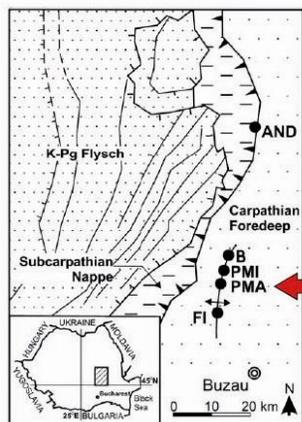 AND
K-Pg Flysch
Carpathian
Foredeep
Subcarpathian
Nappe
B
PMI
PMA
FI
Buzau
0 10 20 km
N
UKRAINE
HUNGARY
MOLDAVIA
YUGOSLAVIA
45°N
Bucharest
Black
Sea
25°E
BULGARIA